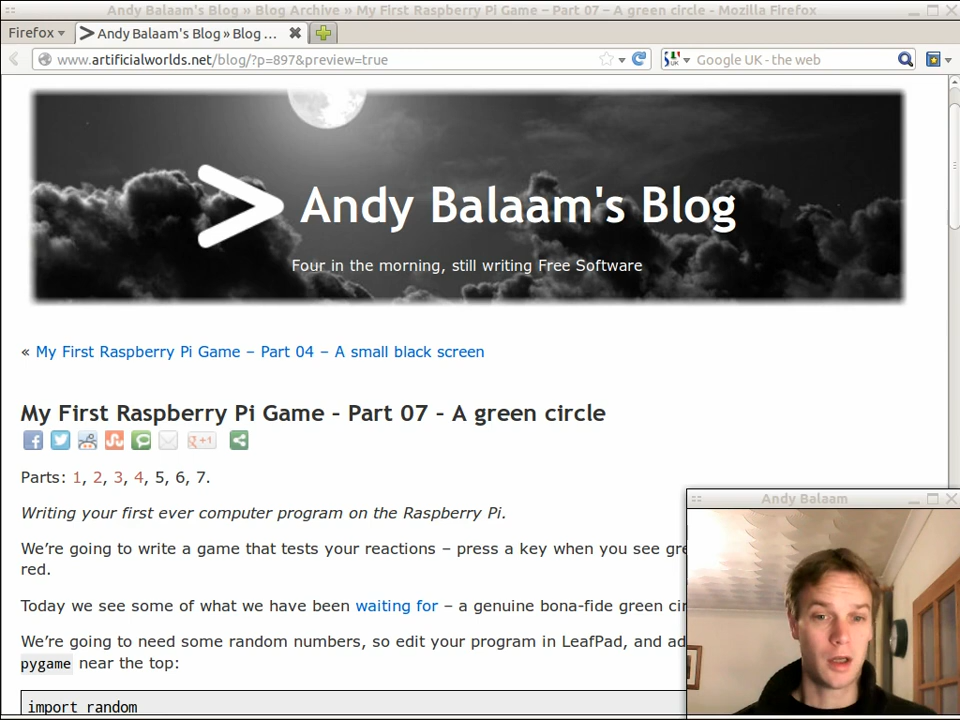 Andy Balaam's Blog » Blog Archive » My First Raspberry Pi Game – Part 07 – A green circle - Mozilla Firefox
Firefox
Andy Balaam's Blog » Blog ...
www.artificialworlds.net/blog/?p=897&preview=true
Google UK - the web
> Andy Balaam's Blog
Four in the morning, still writing Free Software
« My First Raspberry Pi Game – Part 04 – A small black screen
My First Raspberry Pi Game – Part 07 – A green circle
+1
Parts: 1, 2, 3, 4, 5, 6, 7.
Andy Balaam
Writing your first ever computer program on the Raspberry Pi.
We’re going to write a game that tests your reactions – press a key when you see gre
red.
Today we see some of what we have been waiting for – a genuine bona-fide green cir
We’re going to need some random numbers, so edit your program in LeafPad, and ad
pygame near the top:
import random